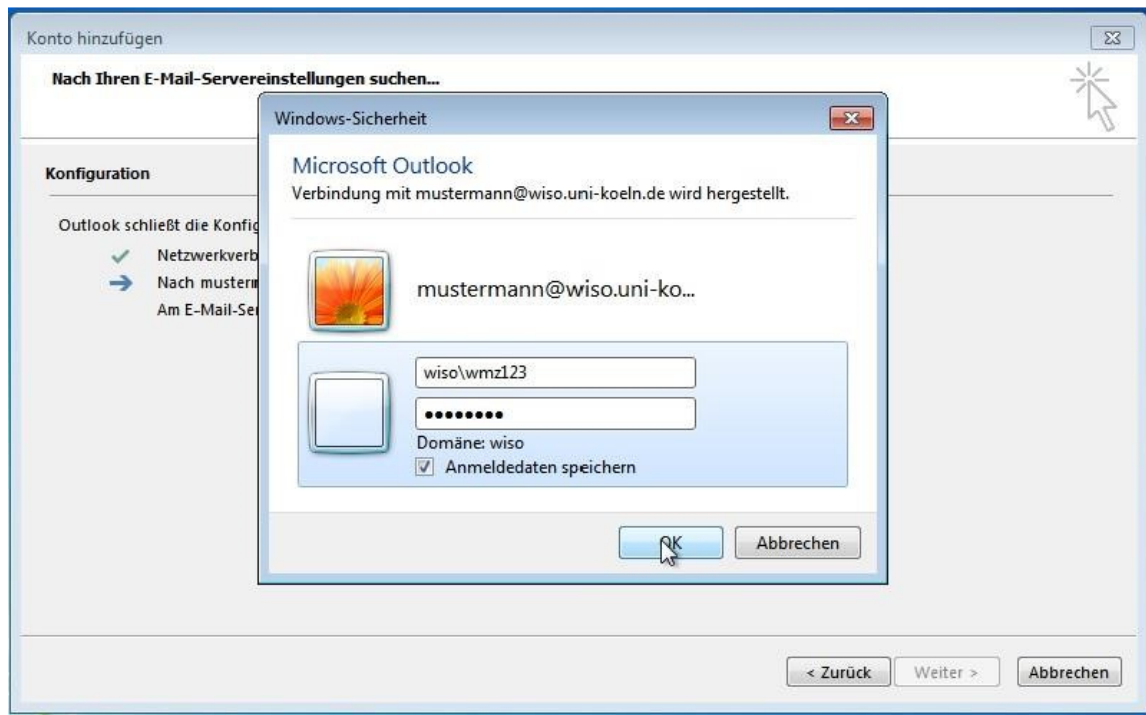 Konto hinzufügen
Nach Ihren E-Mail-Servereinstellungen suchen...
Windows-Sicherheit
Microsoft Outlook
Verbindung mit mustermann@wiso.uni-koeln.de wird hergestellt.
Konfiguration
Outlook schließt die Konfig
Netzwerkverb
Nach musterm
Am E-Mail-Ser
mustermann@wiso.uni-ko...
wiso\wmz123
••••••••
Domäne: wiso
Anmeldedaten speichern
OK Abbrechen
< Zurück Weiter > Abbrechen